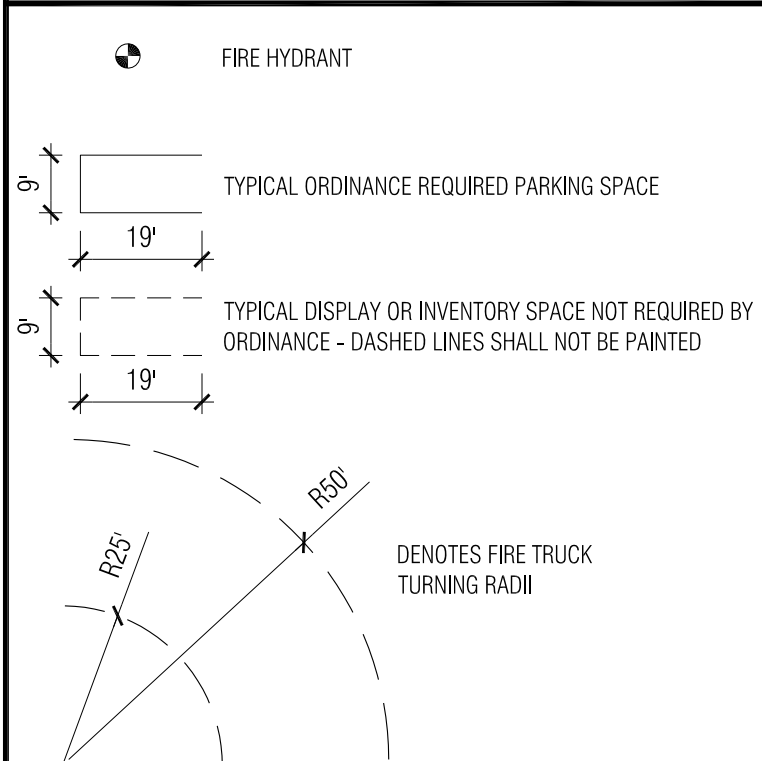 FIRE HYDRANT
9'
TYPICAL ORDINANCE REQUIRED PARKING SPACE
19'
9'
TYPICAL DISPLAY OR INVENTORY SPACE NOT REQUIRED BY
ORDINANCE - DASHED LINES SHALL NOT BE PAINTED
19'
R50'
R25'
DENOTES FIRE TRUCK
TURNING RADII